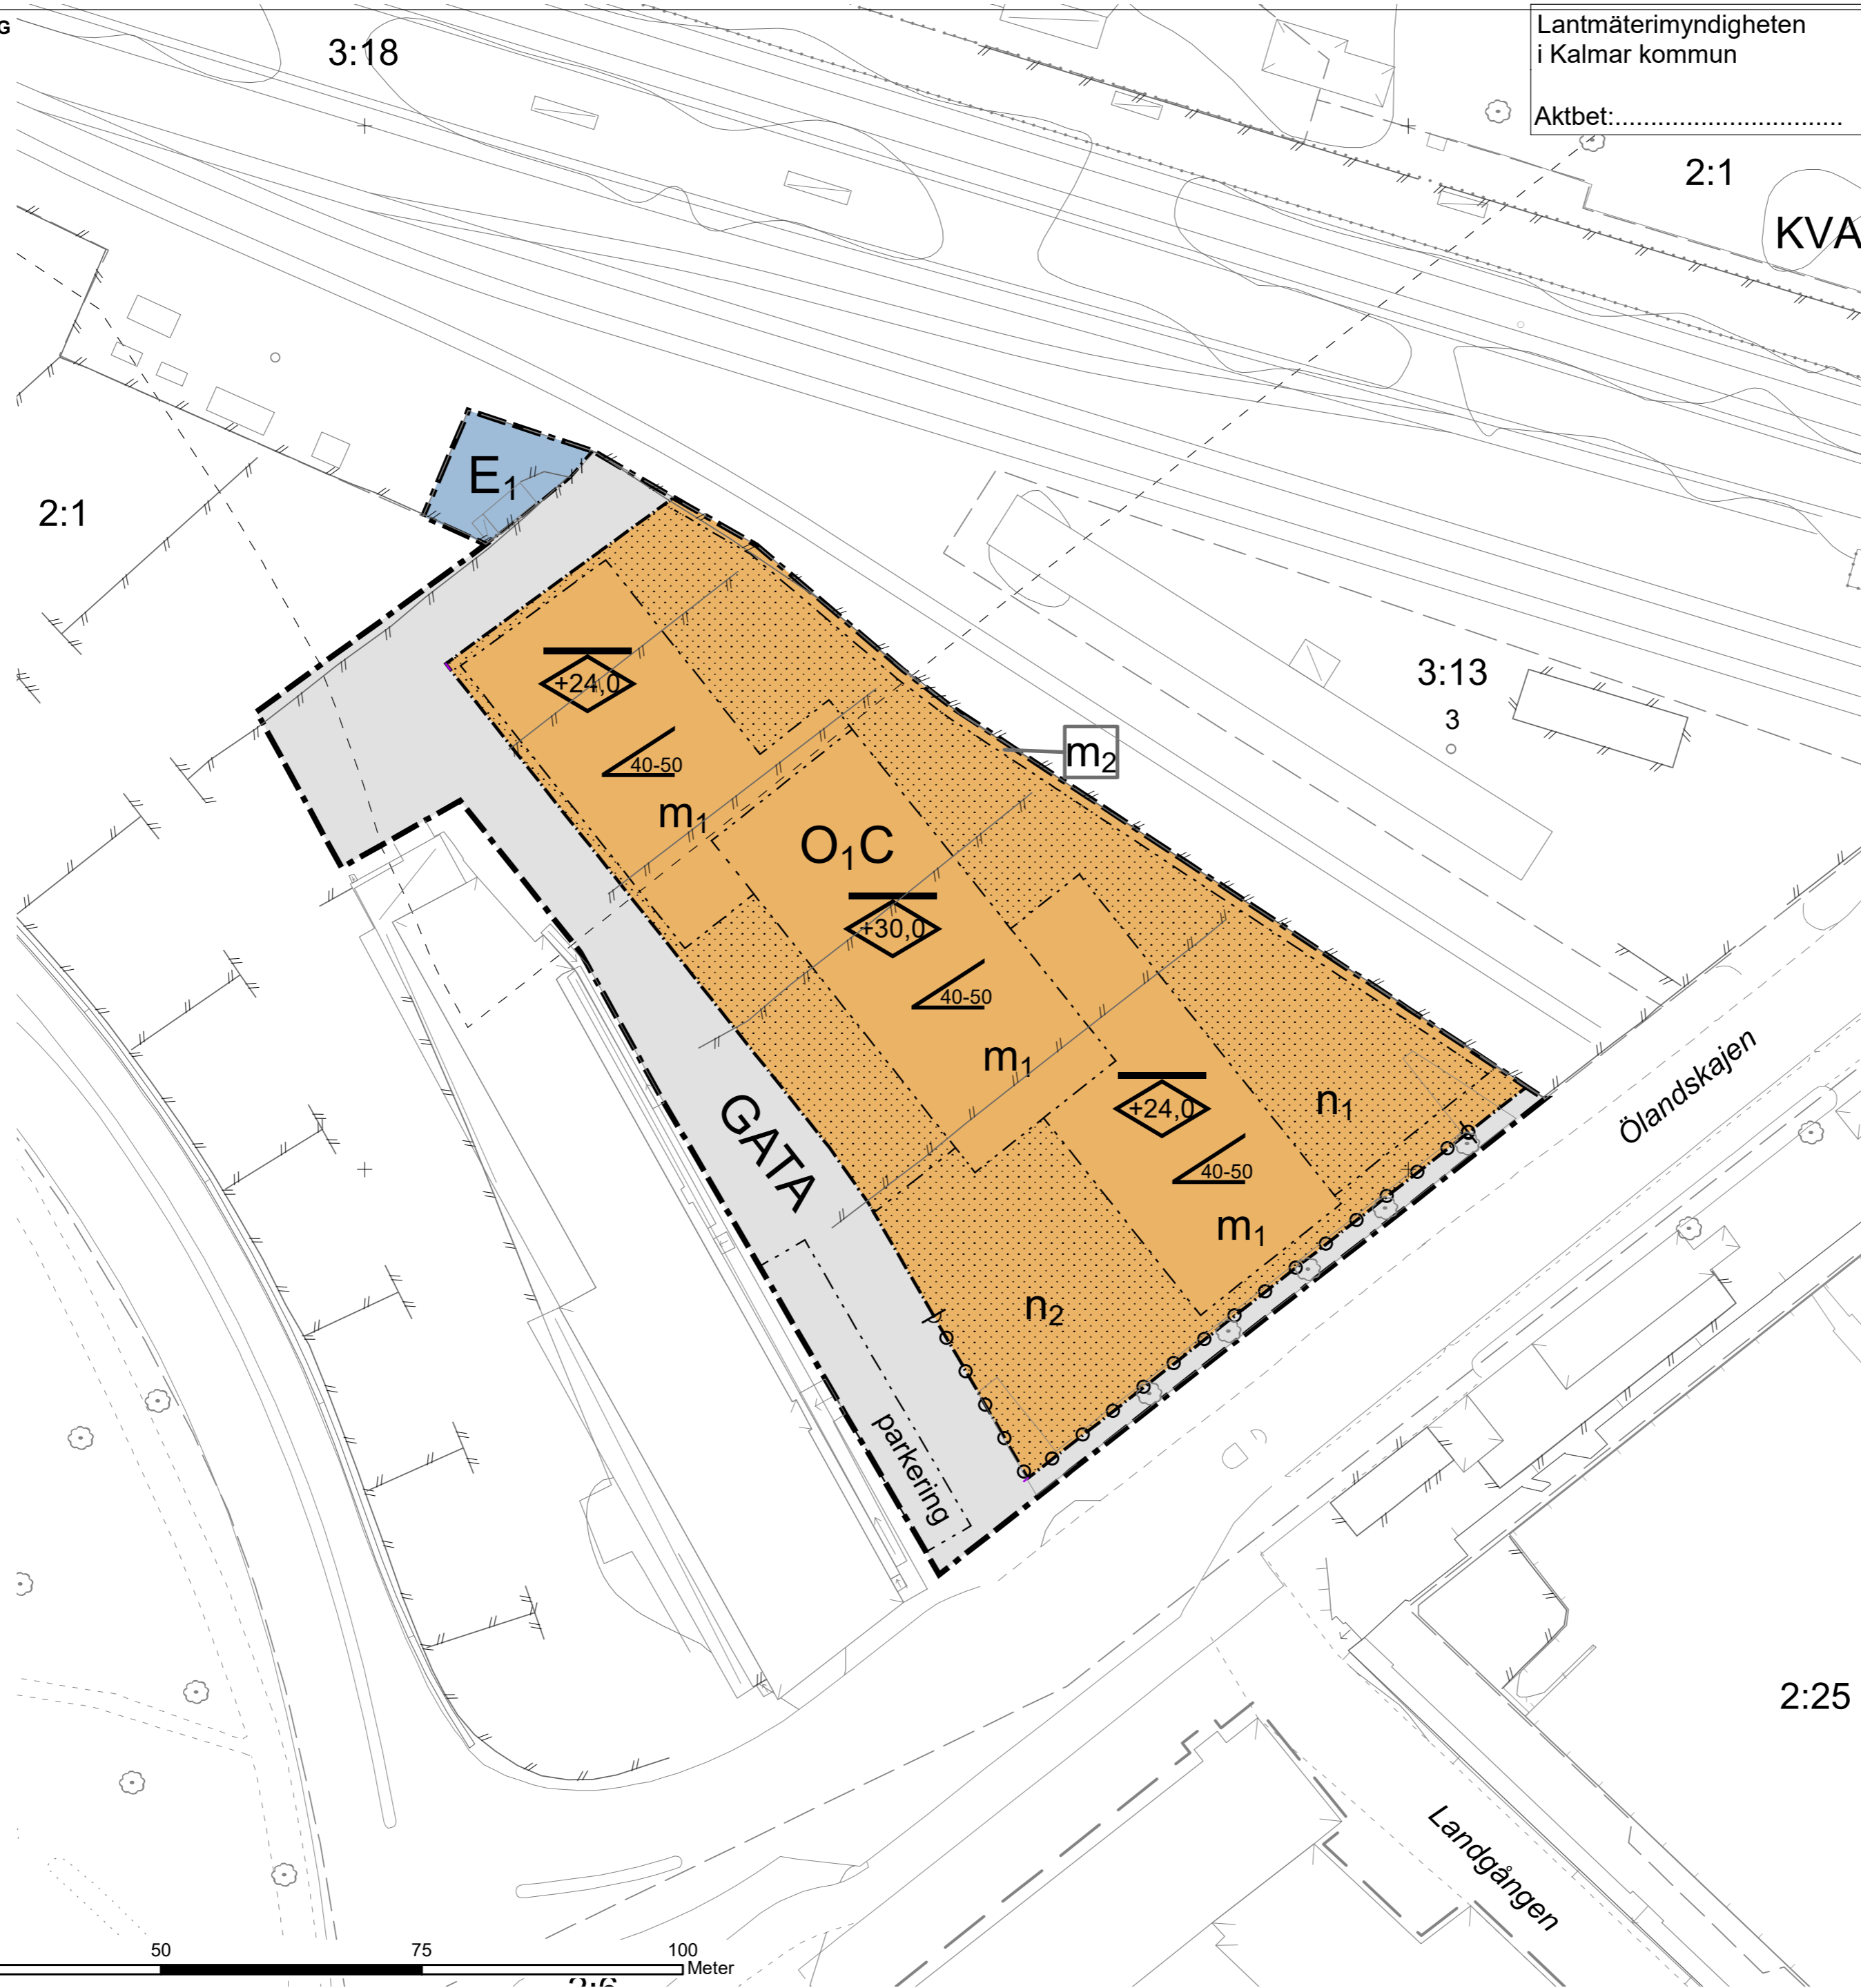 G
3:18
Lantmäterimyndigheten
i Kalmar kommun
Aktbet:................................
2:1
KVA
E1
2:1
+24,0
40-50
m1
m2
3:13
3
O1C
+30,0
40-50
m1
+24,0
40-50
m1
n1
n2
GATA
parkering
Ölandskajen
2:25
Landgången
50
75
100
Meter